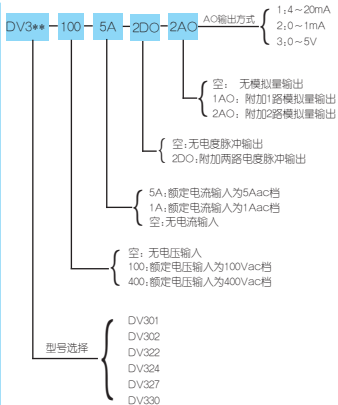 DV3** 100 5A 2DO 2AO AO输出方式
1:4~20mA
2:0~1mA
3:0~5V
空: 无模拟量输出
1AO: 附加1路模拟量输出
2AO: 附加2路模拟量输出
空:无电度脉冲输出
2DO:附加两路电度脉冲输出
5A:额定电流输入为5Aac档
1A:额定电流输入为1Aac档
空:无电流输入
空: 无电压输入
100:额定电压输入为100Vac档
400:额定电压输入为400Vac档
型号选择
DV301
DV302
DV322
DV324
DV327
DV330